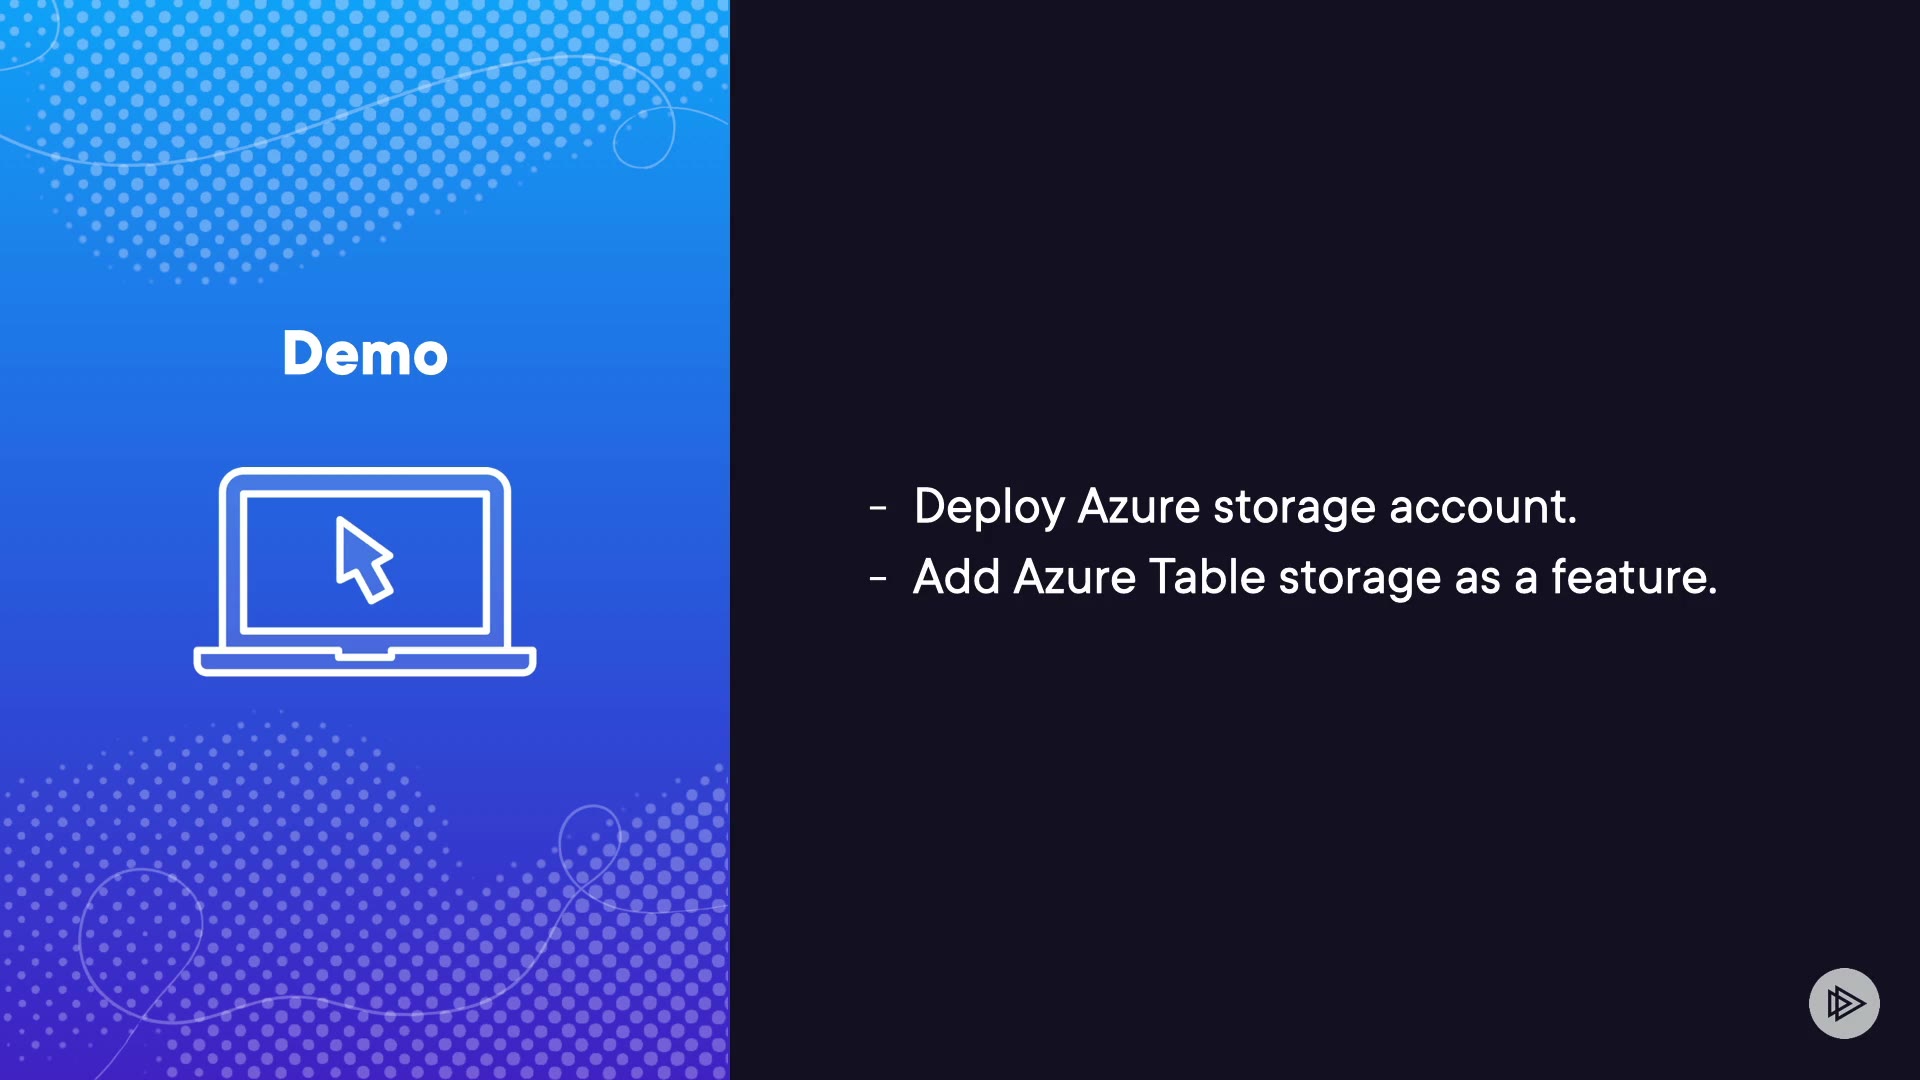 Demo
- Deploy Azure storage account.
- Add Azure Table storage as a feature.